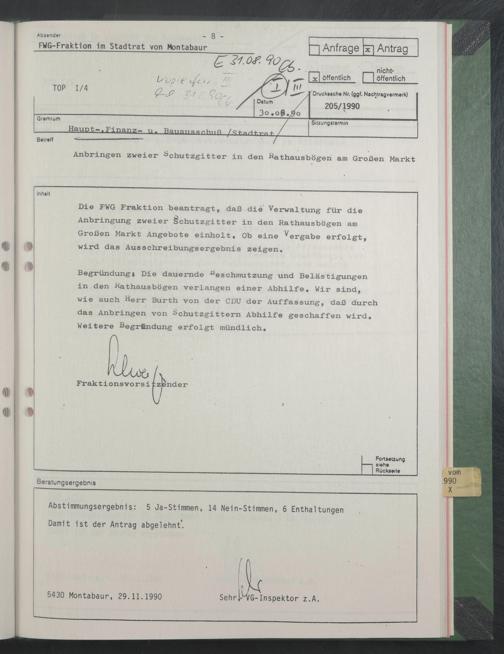 Absender
- 8 -
FWG-Fraktion im Stadtrat von Montabaur
Anfrage x Antrag
E 31.08.90
x öffentlich nicht-öffentlich
TOP I/4
I III
Datum
30.08.90
Drucksache Nr. (ggf. Nachtragvermerk)
205/1990
Gremium
Sitzungstermin
Haupt-, Finanz- u. Bauausschuß /Stadtrat
Betreff
Anbringen zweier Schutzgitter in den Rathausbögen am Großen Markt
Inhalt
Die FWG Fraktion beantragt, daß die Verwaltung für die
Anbringung zweier Schutzgitter in den Rathausbögen am
Großen Markt Angebote einholt. Ob eine Vergabe erfolgt,
wird das Ausschreibungsergebnis zeigen.
Begründung: Die dauernde Beschmutzung und Belästigungen
in den Rathausbögen verlangen einer Abhilfe. Wir sind,
wie auch Herr Burth von der CDU der Auffassung, daß durch
das Anbringen von Schutzgittern Abhilfe geschaffen wird.
Weitere Begründung erfolgt mündlich.
Fraktionsvorsitzender
Fortsetzung
siehe
Rückseite
vom
990
X
Beratungsergebnis
Abstimmungsergebnis: 5 Ja-Stimmen, 14 Nein-Stimmen, 6 Enthaltungen
Damit ist der Antrag abgelehnt.
5430 Montabaur, 29.11.1990 Sehr, VG-Inspektor z.A.